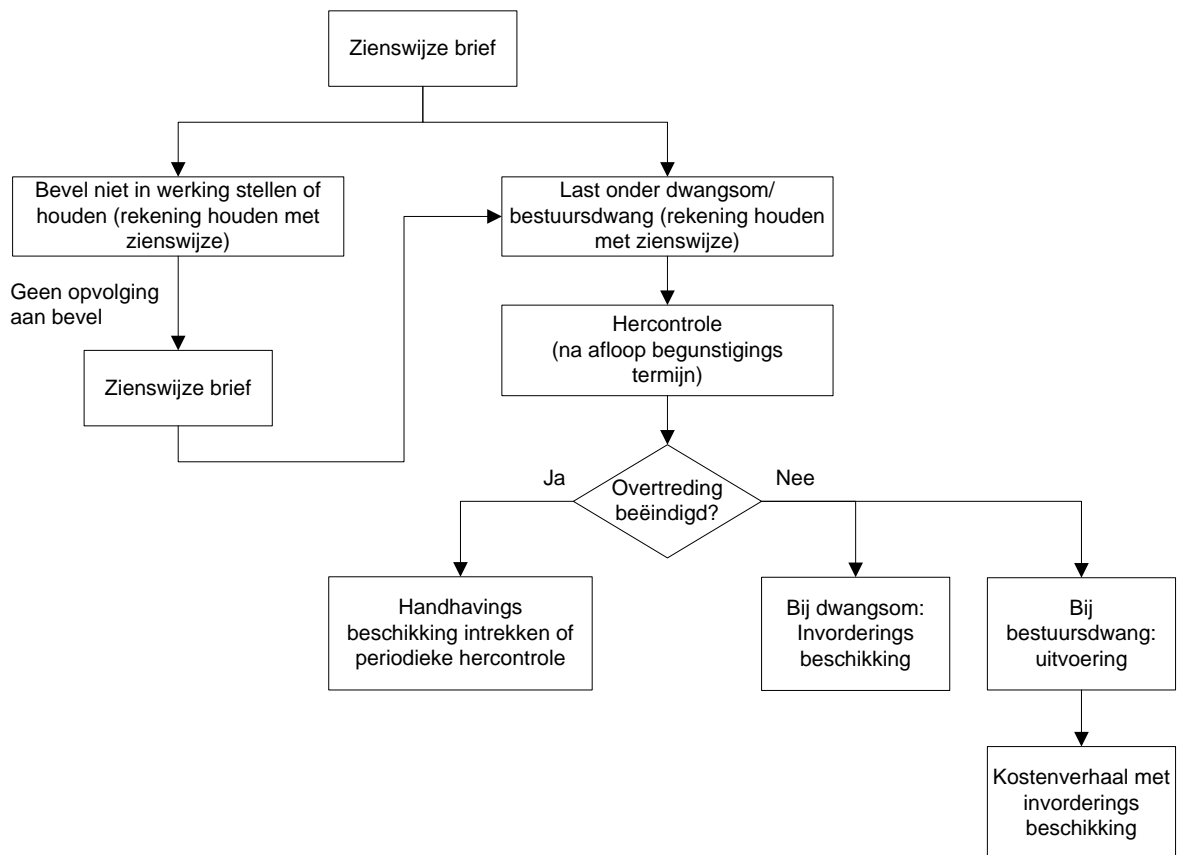 Zienswijze brief
Bevel niet in werking stellen of
houden (rekening houden met
zienswijze)
Last onder dwangsom/
bestuursdwang (rekening houden
met zienswijze)
Geen opvolging
aan bevel
Hercontrole
(na afloop begunstigings
termijn)
Zienswijze brief
Ja
Nee
Overtreding
beëindigd?
Handhavings
beschikking intrekken of
periodieke hercontrole
Bij dwangsom:
Invorderings
beschikking
Bij
bestuursdwang:
uitvoering
Kostenverhaal met
invorderings
beschikking